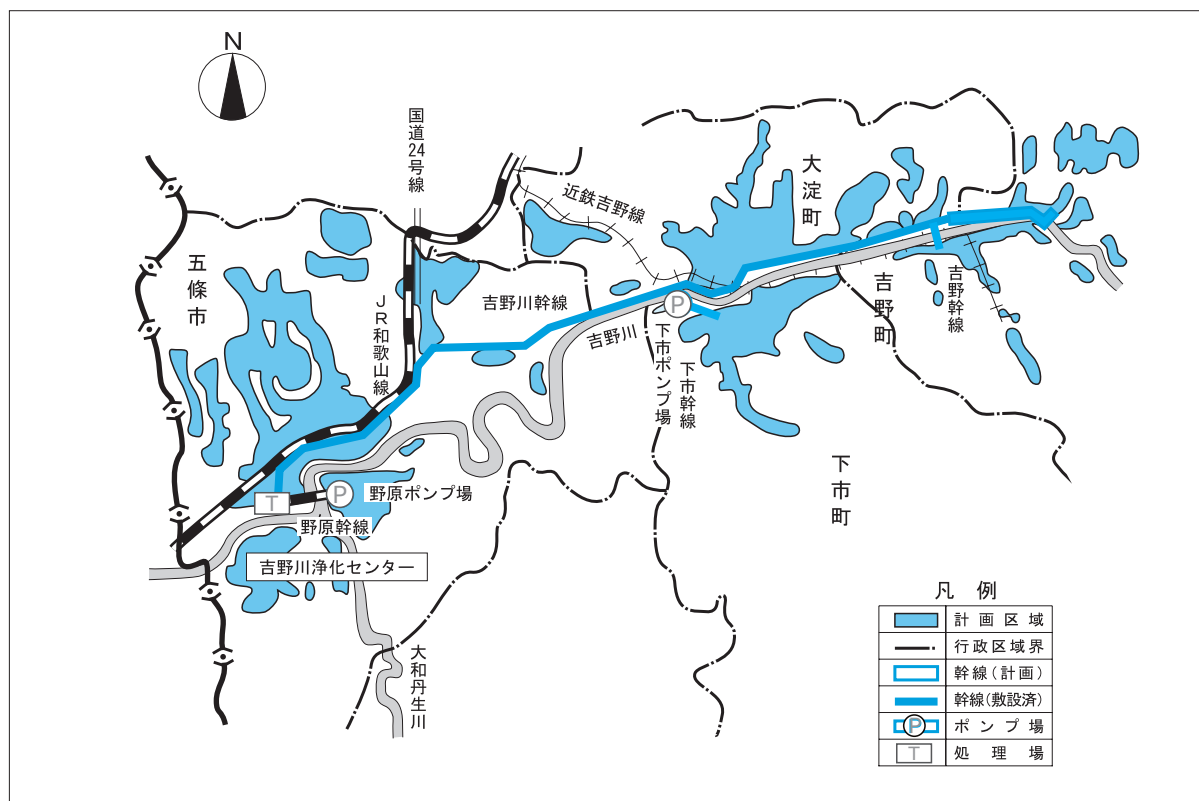 N
国道24号線
近鉄吉野線
大淀町
五條市
JR和歌山線
吉野川幹線
吉野川
P
下市ポンプ場
下市幹線
吉野町
吉野幹線
下市町
T
P
野原ポンプ場
野原幹線
吉野川浄化センター
大和丹生川
凡例
計画区域
行政区域界
幹線(計画)
幹線(敷設済)
P
ポンプ場
T
処理場